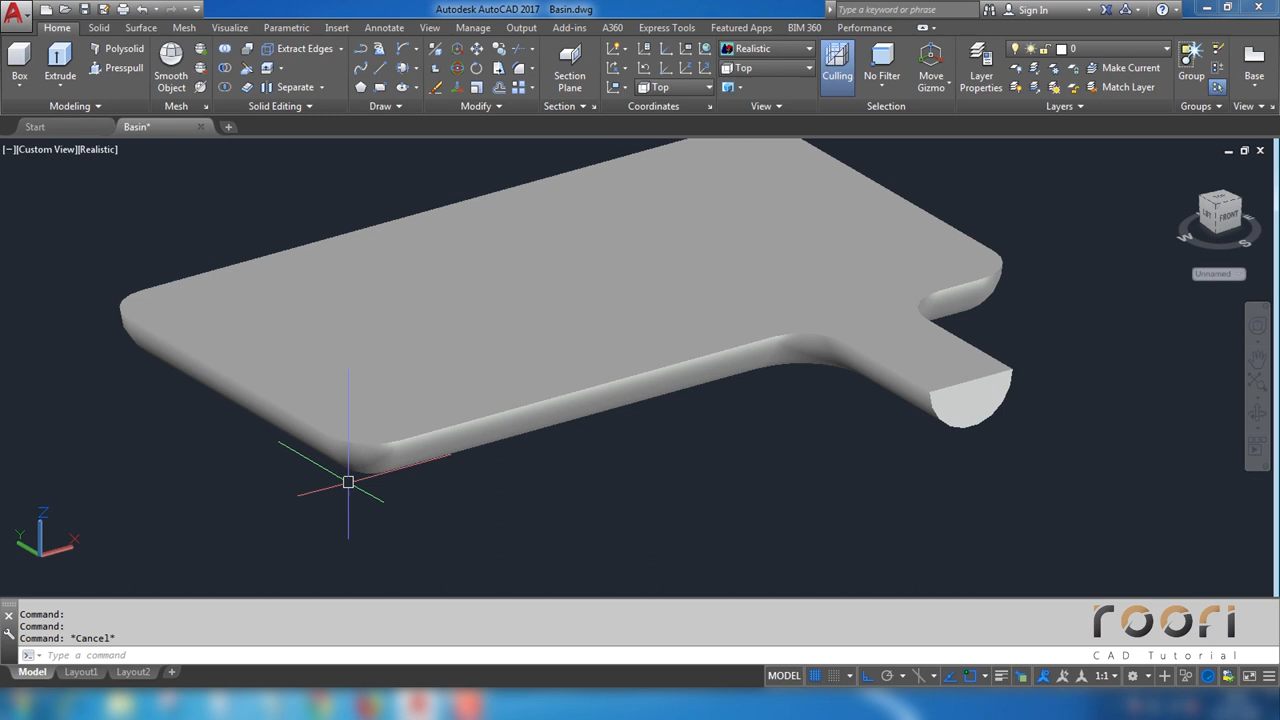 Autodesk AutoCAD 2017 Basin.dwg
Type a keyword or phrase
Sign In
Home Solid Surface Mesh Visualize Parametric Insert Annotate View Manage Output Add-ins A360 Express Tools Featured Apps BIM 360 Performance
Box
Extrude
Polysolid
Presspull
Smooth
Object
Extract Edges
Separate
Section
Plane
Realistic
Top
Top
Culling
No Filter
Move
Gizmo
Layer
Properties
0
Make Current
Match Layer
Group
Base
Modeling Mesh Solid Editing Draw Modify Section Coordinates View Selection Layers Groups View
Start Basin*
[−][Custom View][Realistic]
TOP
LEFT FRONT
W S E
Unnamed
Z
Y X
Command:
Command:
Command: *Cancel*
Type a command
roori
CAD Tutorial
Model Layout1 Layout2
MODEL 1:1